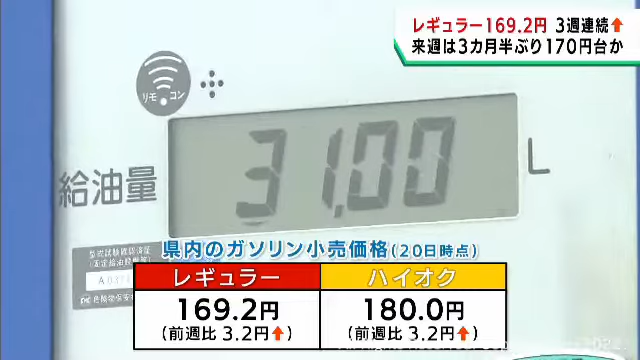 レギュラー169.2円 3週連続↑
来週は3カ月半ぶり170円台か
リモコン
31.00
L
給油量
県内のガソリン小売価格(20日時点)
レギュラー
ハイオク
169.2円
180.0円
(前週比 3.2円↑)
(前週比 3.2円↑)